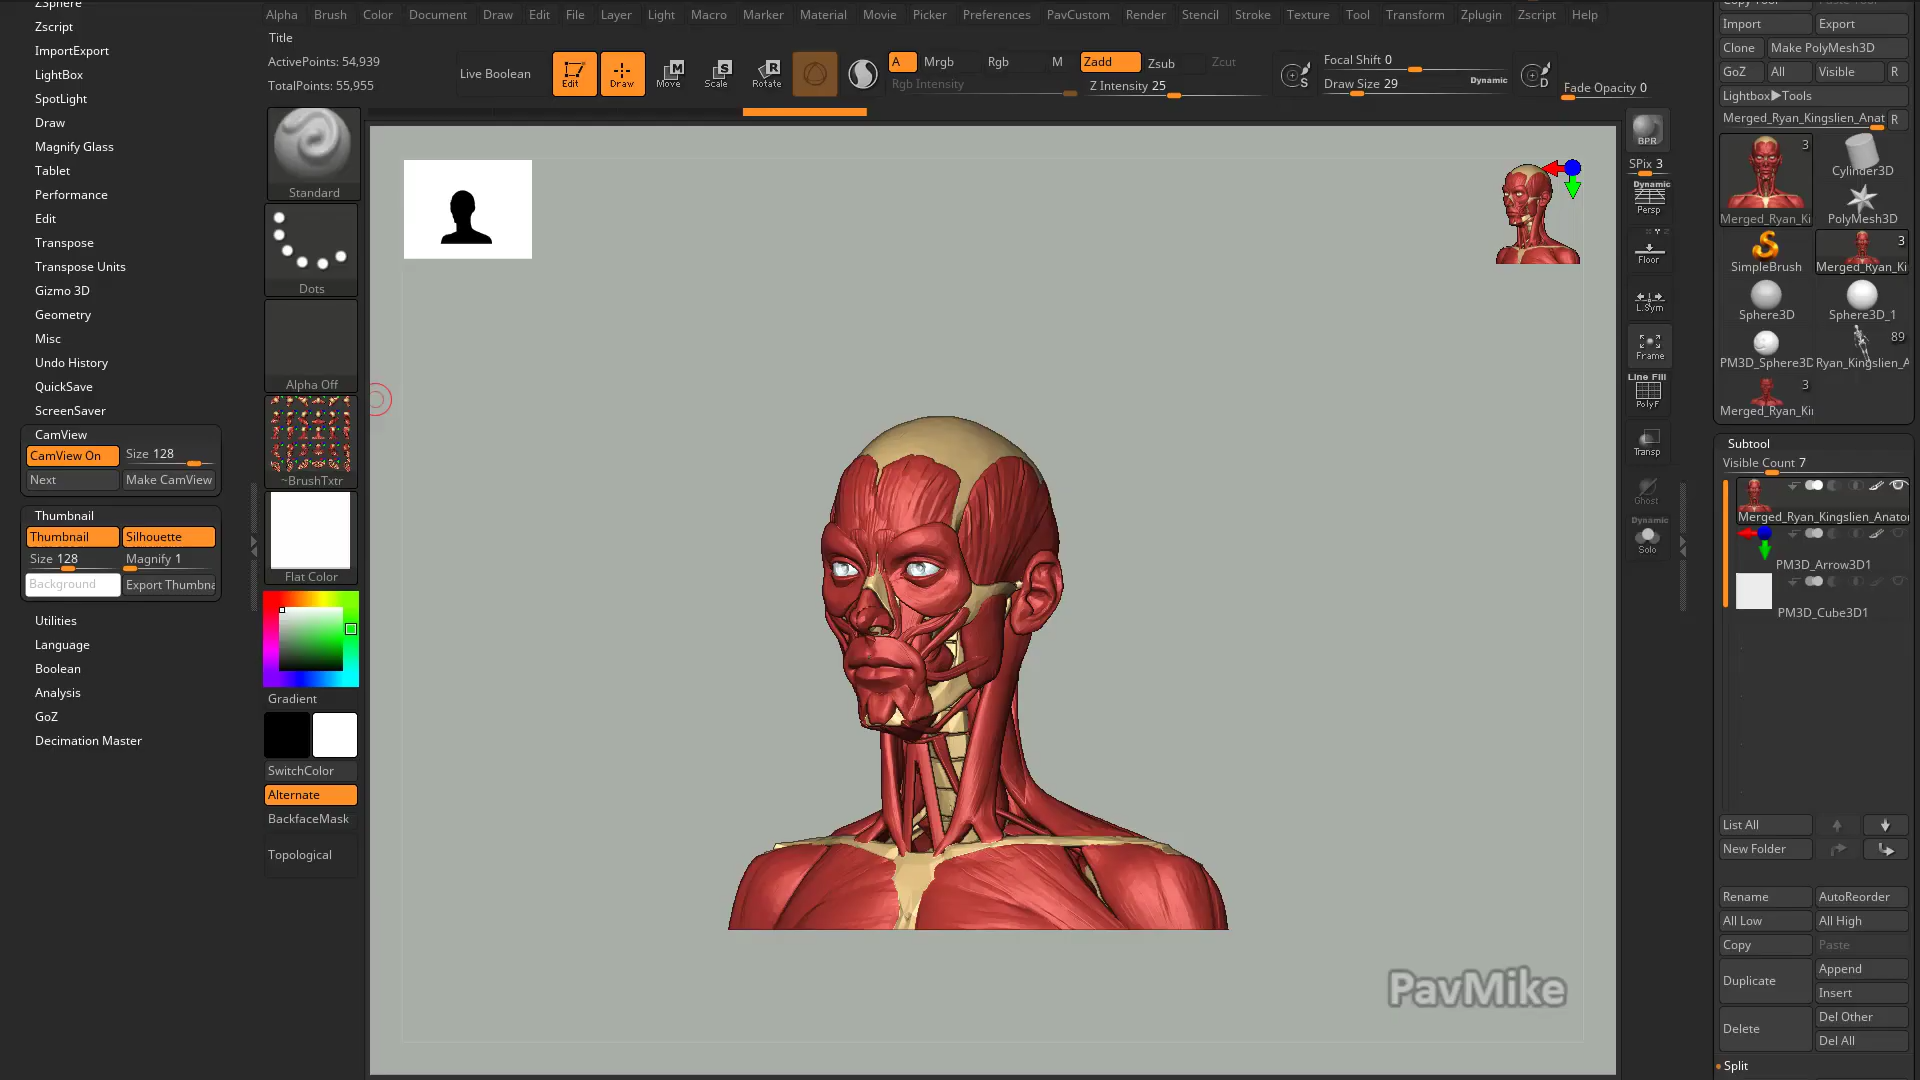 Alpha Brush Color Document Draw Edit File Layer Light Macro Marker Material Movie Picker Preferences PavCustom Render Stencil Stroke Texture Tool Transform Zplugin Zscript Help
Title
ActivePoints: 54,939
TotalPoints: 55,955
Live Boolean
Edit
Draw
Move
Scale
Rotate
A
Mrgb
Rgb
M
Rgb Intensity
Zadd
Zsub
Zcut
Z Intensity 25
Focal Shift 0
Draw Size 29
Dynamic
Fade Opacity 0
ZSphere
Zscript
ImportExport
LightBox
SpotLight
Draw
Magnify Glass
Tablet
Performance
Edit
Transpose
Transpose Units
Gizmo 3D
Geometry
Misc
Undo History
QuickSave
ScreenSaver
CamView
CamView On Size 128
Next Make CamView
Thumbnail
Thumbnail Silhouette
Size 128 Magnify 1
Background Export Thumbna
Utilities
Language
Boolean
Analysis
GoZ
Decimation Master
Standard
Dots
Alpha Off
~BrushTxtr
Flat Color
Gradient
SwitchColor
Alternate
BackfaceMask
Topological
PavMike
BPR
SPix 3
Dynamic
Persp
Floor
L.Sym
Frame
Line Fill
PolyF
Transp
Ghost
Dynamic
Solo
Import Export
Clone Make PolyMesh3D
GoZ All Visible R
Lightbox▶Tools
Merged_Ryan_Kingslien_Anat R
3
Merged_Ryan_Ki
Cylinder3D
PolyMesh3D
SimpleBrush
3
Merged_Ryan_Ki
Sphere3D
Sphere3D_1
PM3D_Sphere3D
89
Ryan_Kingslien_A
3
Merged_Ryan_Ki
Subtool
Visible Count 7
Merged_Ryan_Kingslien_Anator
PM3D_Arrow3D1
PM3D_Cube3D1
List All
New Folder
Rename AutoReorder
All Low All High
Copy Paste
Duplicate
Append
Insert
Delete
Del Other
Del All
Split